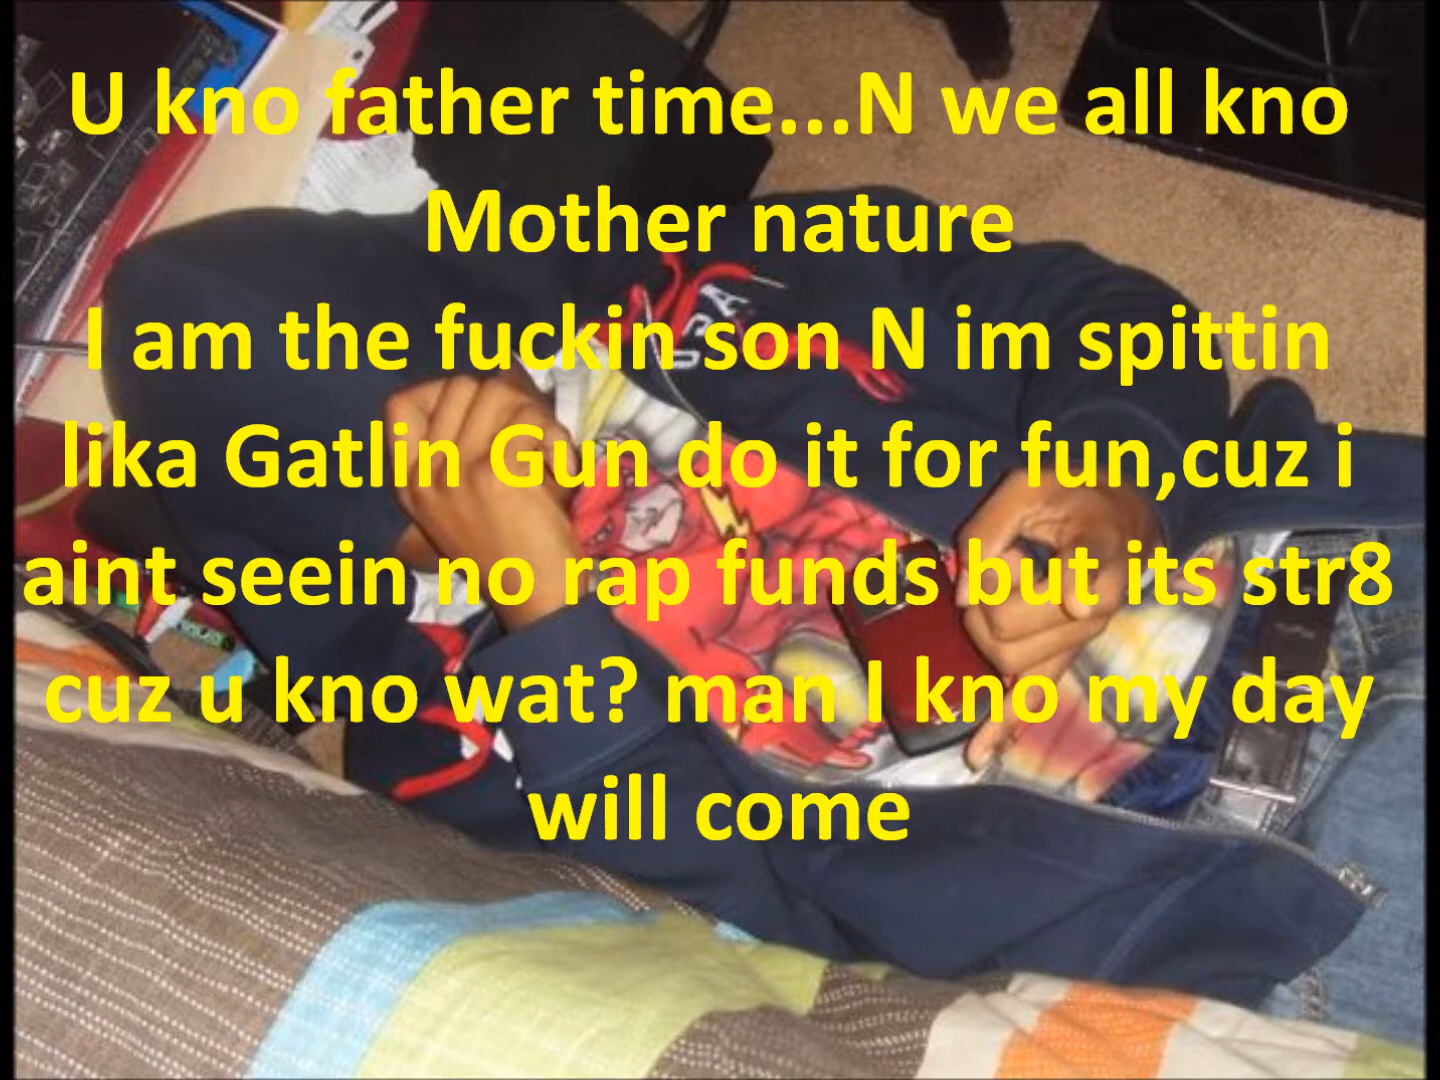 U kno father time...N we all kno
Mother nature
I am the fuckin son N im spittin
lika Gatlin Gun do it for fun,cuz i
aint seein no rap funds but its str8
cuz u kno wat? man I kno my day
will come